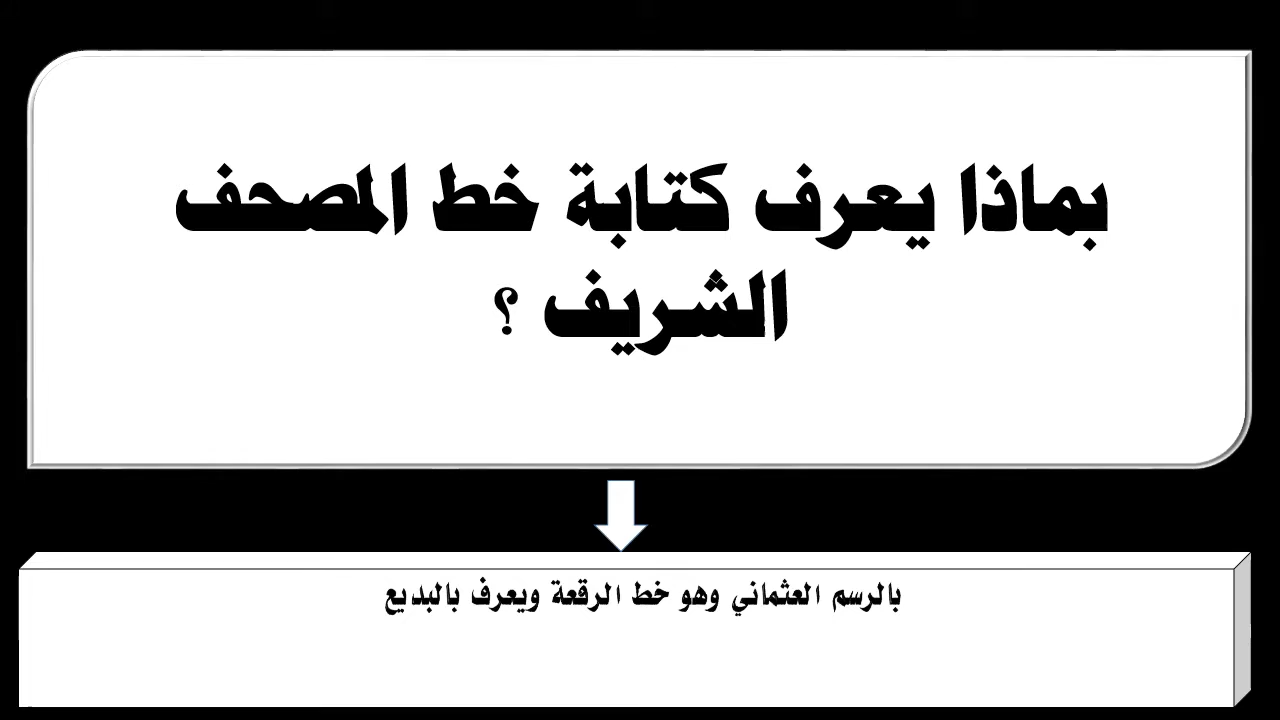 بماذا يعرف كتابة خط المصحف
الشريف ؟
بالرسم العثماني وهو خط الرقعة ويعرف بالبديع